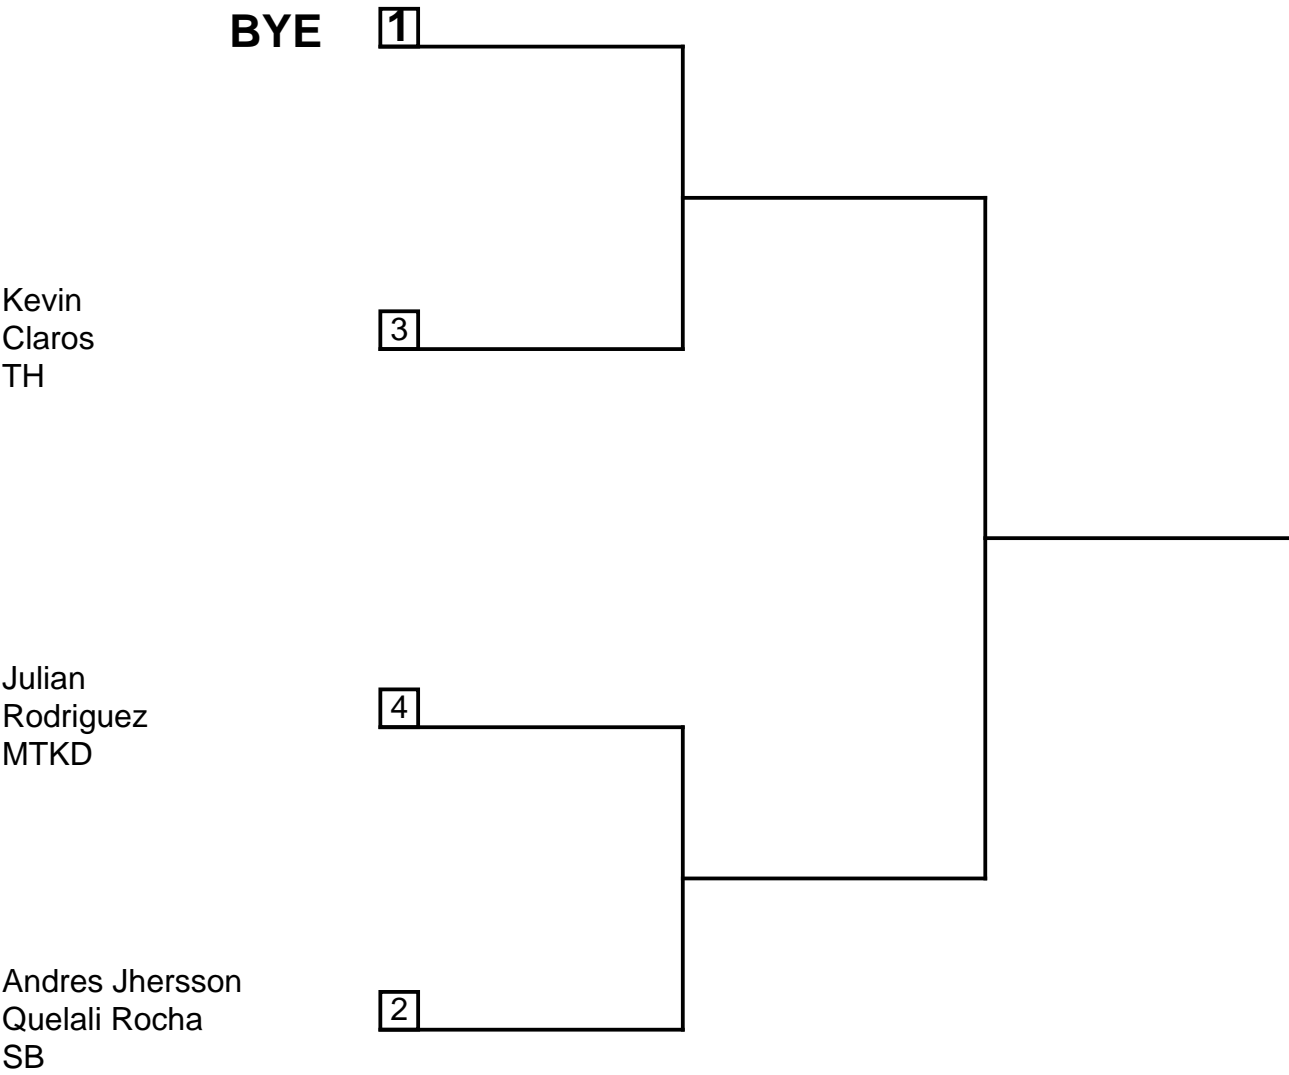 BYE 1
Kevin
Claros
TH
3
Julian
Rodriguez
MTKD
4
Andres Jhersson
Quelali Rocha
SB
2